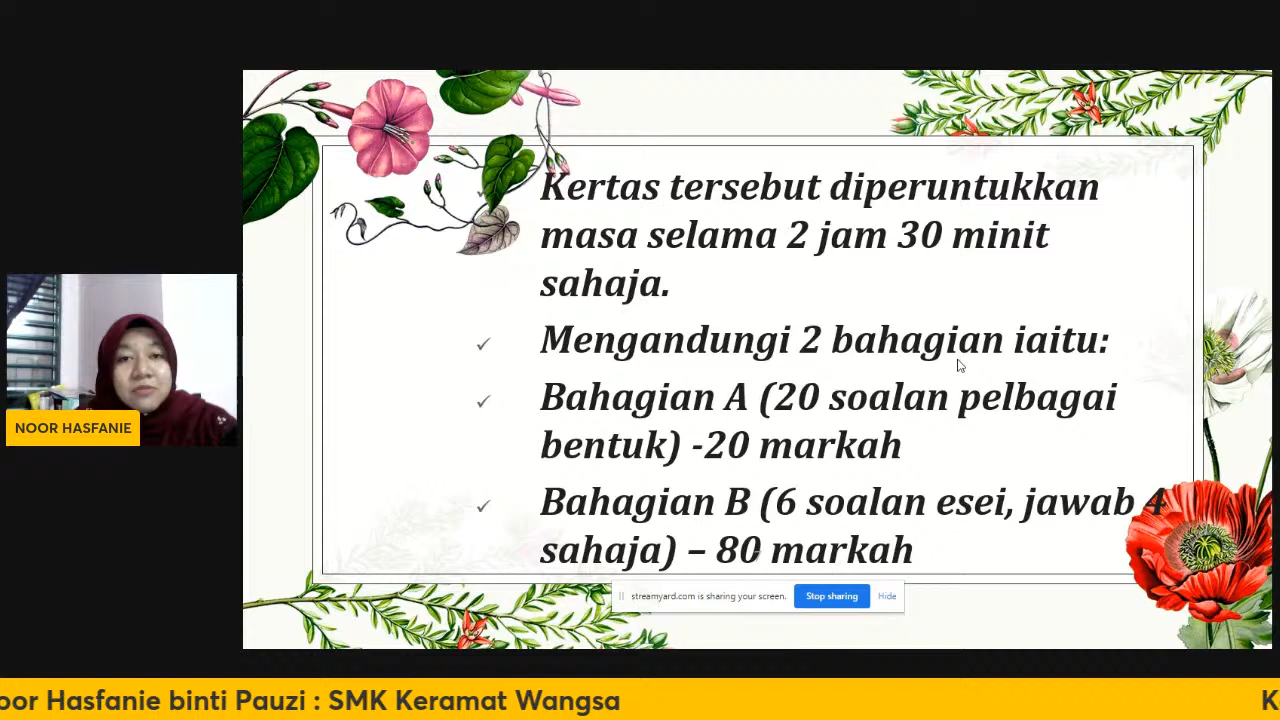 Kertas tersebut diperuntukkan
masa selama 2 jam 30 minit
sahaja.
Mengandungi 2 bahagian iaitu:
Bahagian A (20 soalan pelbagai
bentuk) -20 markah
Bahagian B (6 soalan esei, jawab 4
sahaja) – 80 markah
NOOR HASFANIE
streamyard.com is sharing your screen.
Stop sharing
Hide
oor Hasfanie binti Pauzi : SMK Keramat Wangsa
K